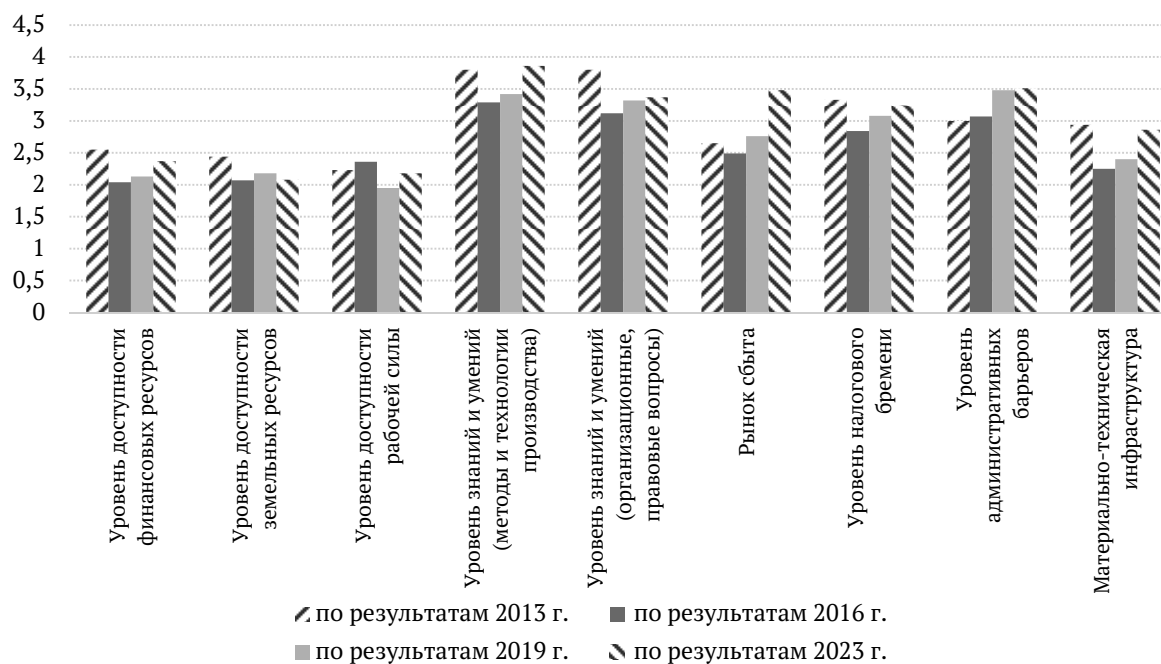 4,5
4
3,5
3
2,5
2
1,5
1
0,5
0
Уровень доступности
финансовых ресурсов
Уровень доступности
земельных ресурсов
Уровень доступности
рабочей силы
Уровень знаний и умений
(методы и технологии
производства)
Уровень знаний и умений
(организационные,
правовые вопросы)
Рынок сбыта
Уровень налогового
бремени
Уровень
административных
барьеров
Материально-техническая
инфраструктура
по результатам 2013 г.
по результатам 2016 г.
по результатам 2019 г.
по результатам 2023 г.